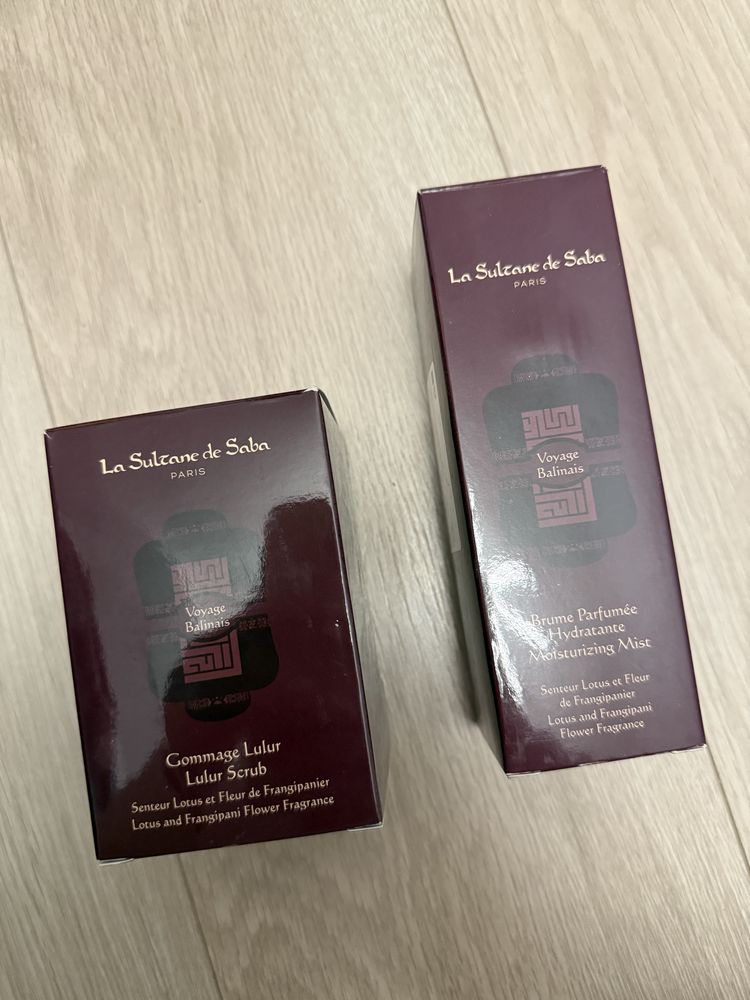 La Sultane de Saba
PARIS
Voyage
Balinais
Gommage Lulur
Lulur Scrub
Senteur Lotus et Fleur de Frangipanier
Lotus and Frangipani Flower Fragrance
La Sultane de Saba
PARIS
Voyage
Balinais
Brume Parfumée
Hydratante
Moisturizing Mist
Senteur Lotus et Fleur
de Frangipanier
Lotus and Frangipani
Flower Fragrance